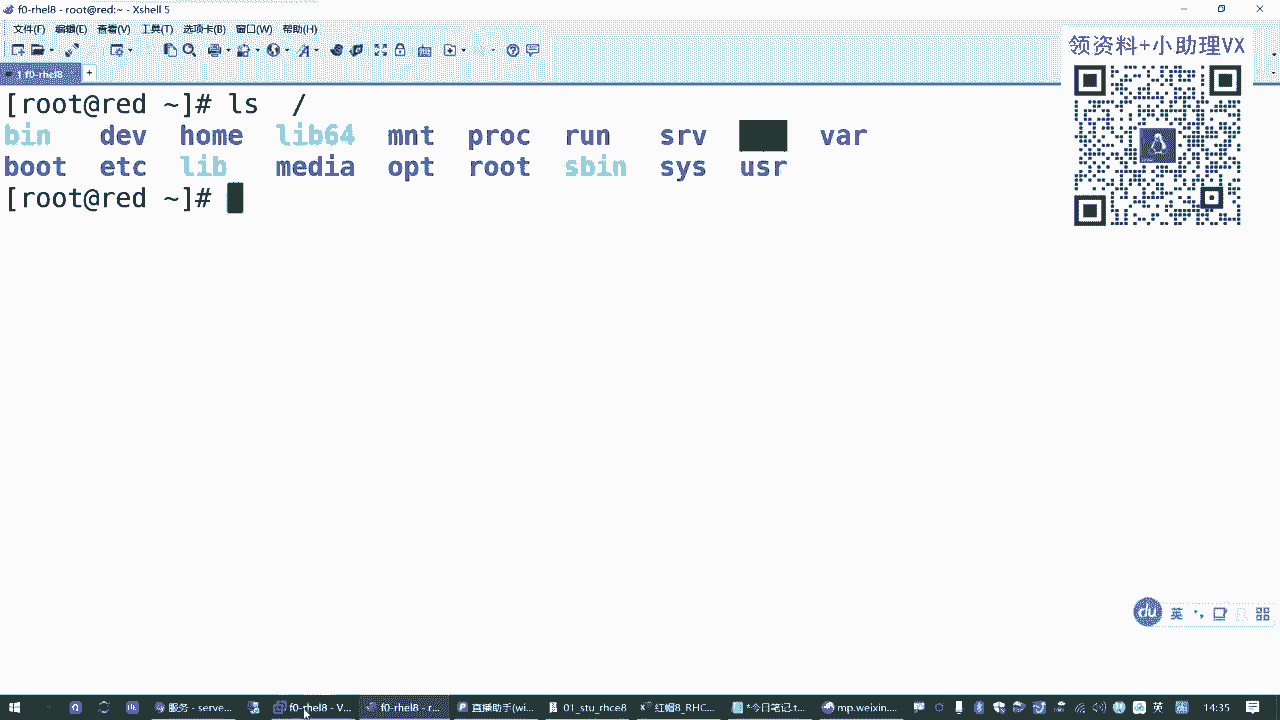 f0-rhel8 - root@red:~ - Xshell 5
文件(F) 编辑(E) 查看(V) 工具(T) 选项卡(B) 窗口(W) 帮助(H)
领资料+小助理VX
1 f0-rhel8 +
[root@red ~]# ls  /
bin dev home lib64 mnt proc run srv var
boot etc lib media opt root sbin sys usr
[root@red ~]#
du 英
服务 - serve... f0-rhel8 - V... f0-rhel8 - r... 直播助手(wi... 01_stu_rhce8 红帽8_RHC... *今日笔记.t... mp.weixin... 英 14:35